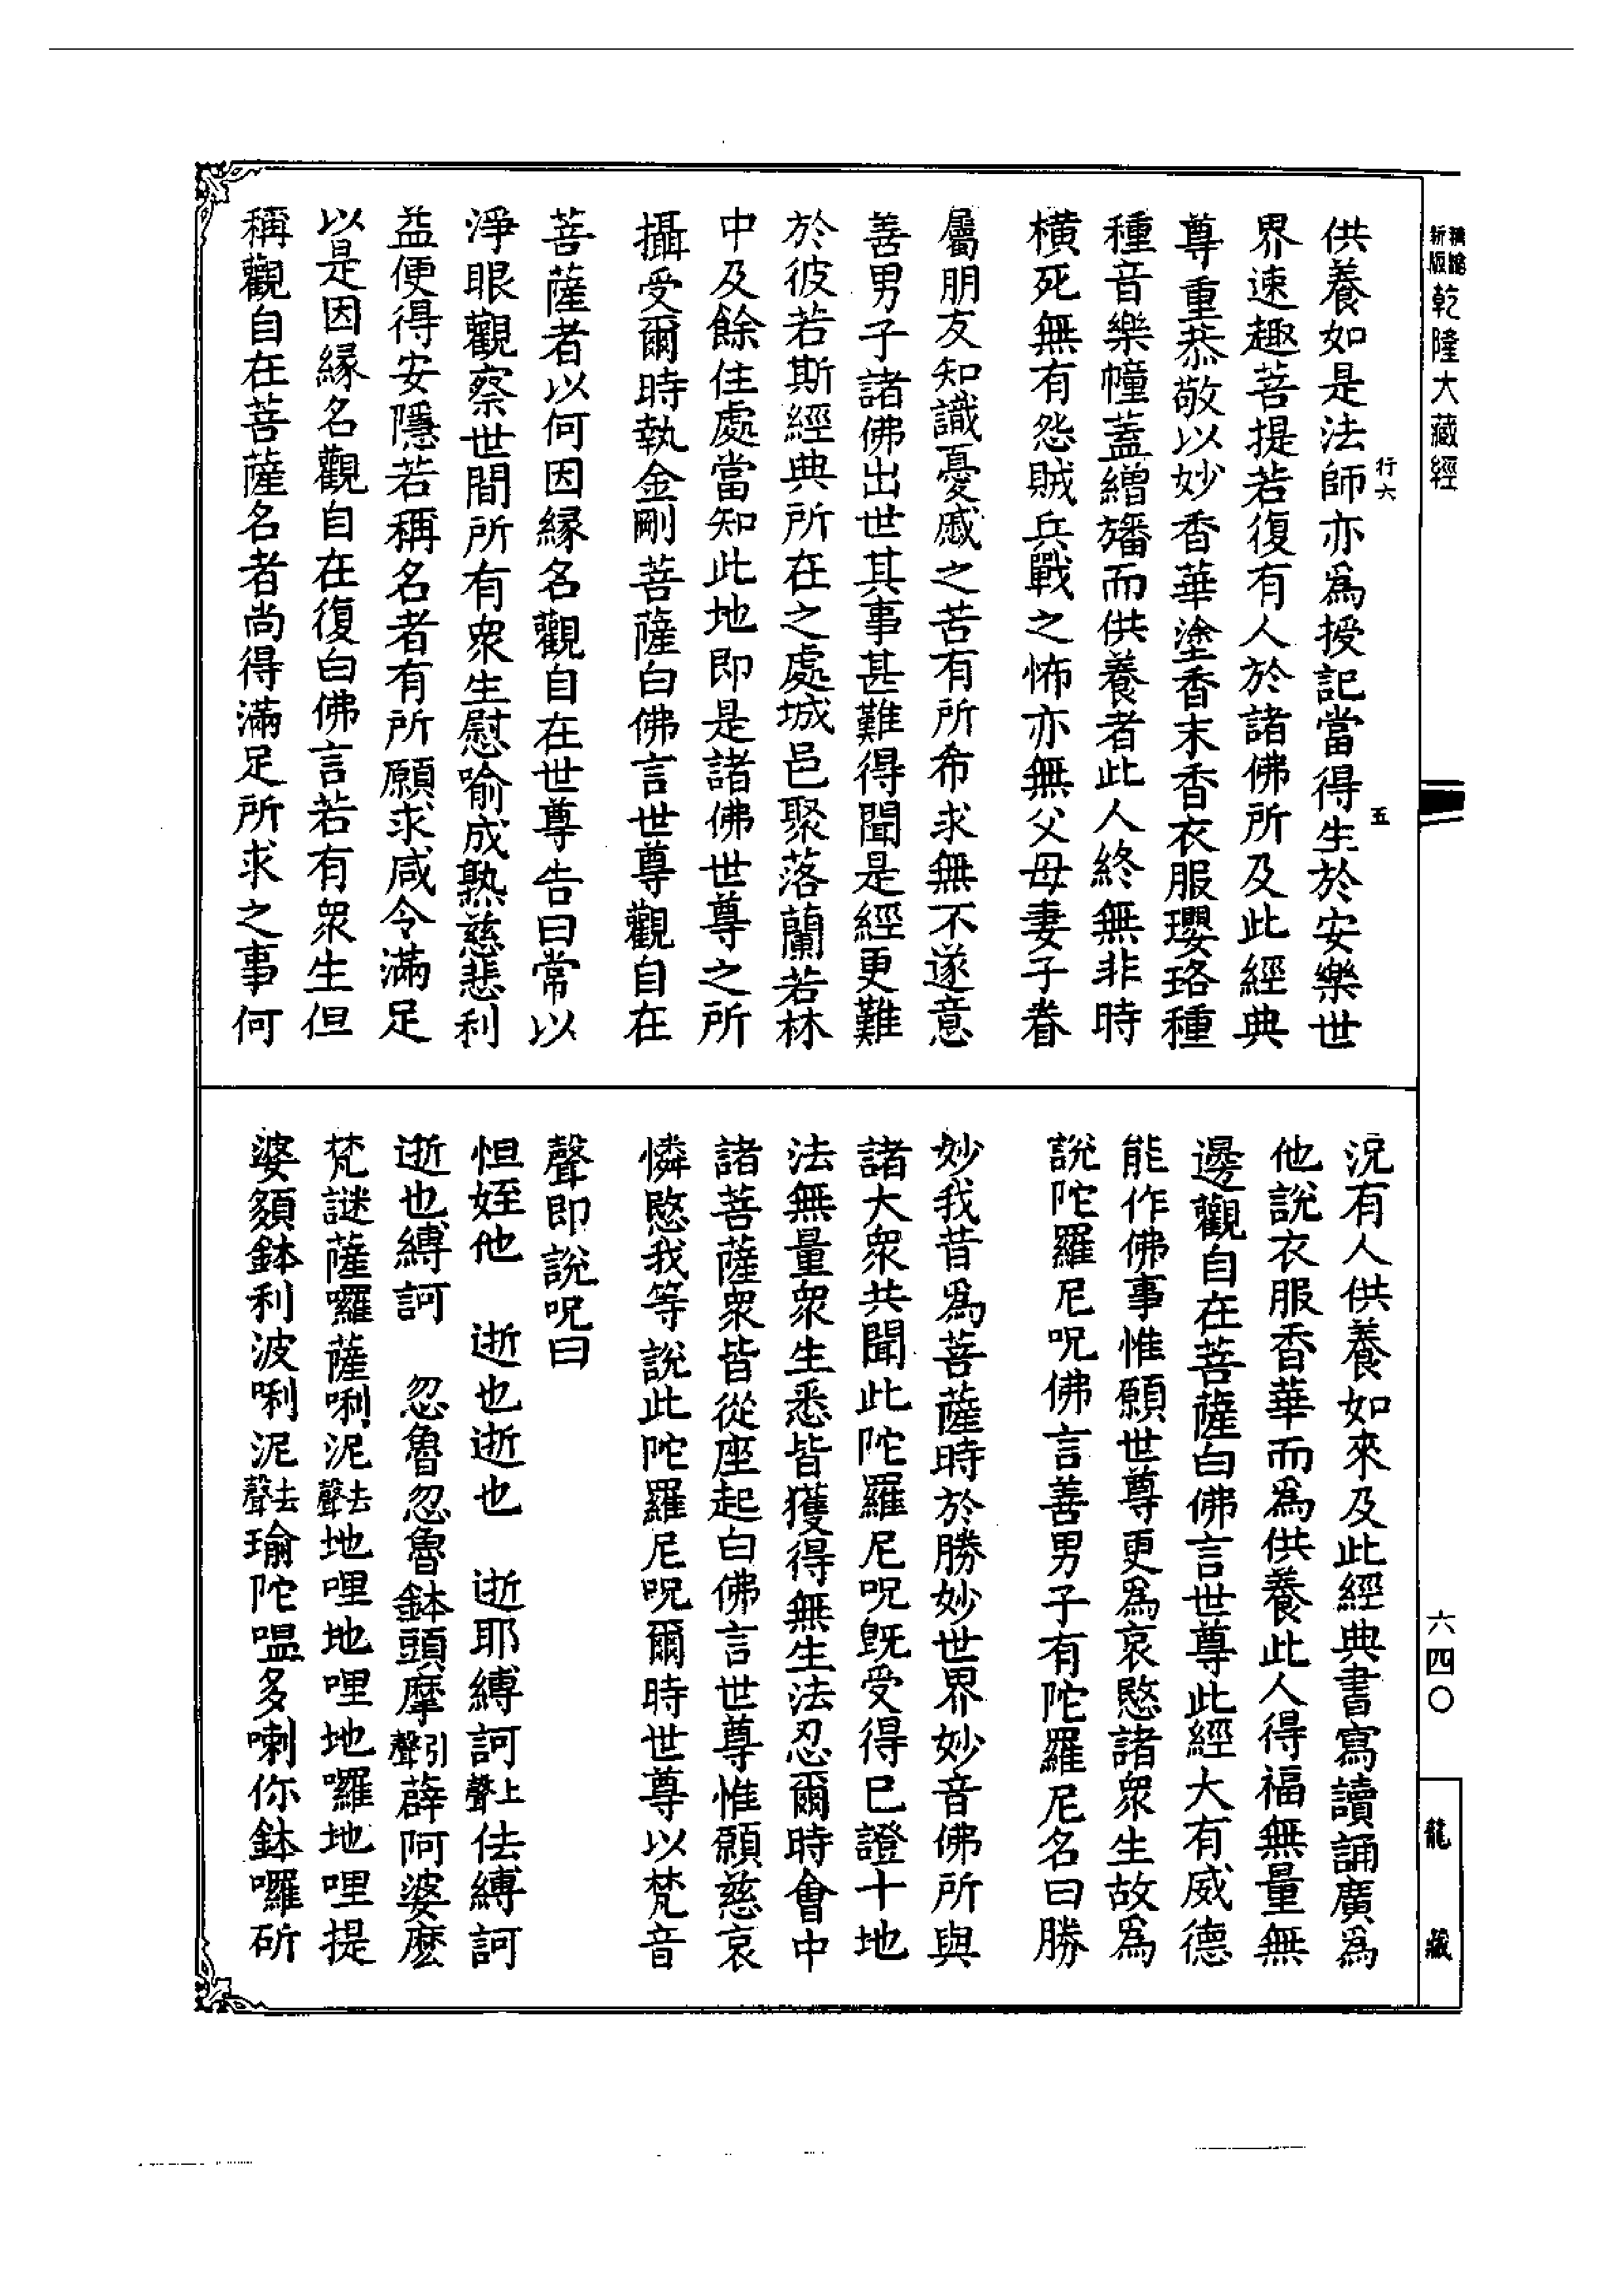 精繕新版乾隆大藏經
行六 五
供養如是法師亦爲授記當得生於安樂世
界速趣菩提若復有人於諸佛所及此經典
尊重恭敬以妙香華塗香末香衣服瓔珞種
種音樂幢蓋繒旛而供養者此人終無非時
橫死無有怨賊兵戰之怖亦無父母妻子眷
屬朋友知識憂慼之苦有所希求無不遂意
善男子諸佛出世其事甚難得聞是經更難
於彼若斯經典所在之處城邑聚落蘭若林
中及餘住處當知此地即是諸佛世尊之所
攝受爾時執金剛菩薩白佛言世尊觀自在
菩薩者以何因緣名觀自在世尊告曰常以
淨眼觀察世間所有衆生慰喻成熟慈悲利
益便得安隱若稱名者有所願求咸令滿足
以是因緣名觀自在復白佛言若有衆生但
稱觀自在菩薩名者尚得滿足所求之事何
況有人供養如來及此經典書寫讀誦廣爲
他說衣服香華而爲供養此人得福無量無
邊觀自在菩薩白佛言世尊此經大有威德
能作佛事惟願世尊更爲哀愍諸衆生故爲
說陀羅尼呪佛言善男子有陀羅尼名曰勝
妙我昔爲菩薩時於勝妙世界妙音佛所與
諸大衆共聞此陀羅尼呪旣受得已證十地
法無量衆生悉皆獲得無生法忍爾時會中
諸菩薩衆皆從座起白佛言世尊惟願慈哀
憐愍我等說此陀羅尼呪爾時世尊以梵音
聲即說呪曰
怛姪他　逝也逝也　逝耶縛訶上聲佉縛訶
逝也縛訶　忽魯忽魯鉢頭摩引聲薜阿婆麽
梵謎薩囉薩唎泥去聲地哩地哩地囉地哩提
婆頞鉢利波唎泥去聲瑜陀嗢多喇你鉢囉斫
六四〇
龍藏